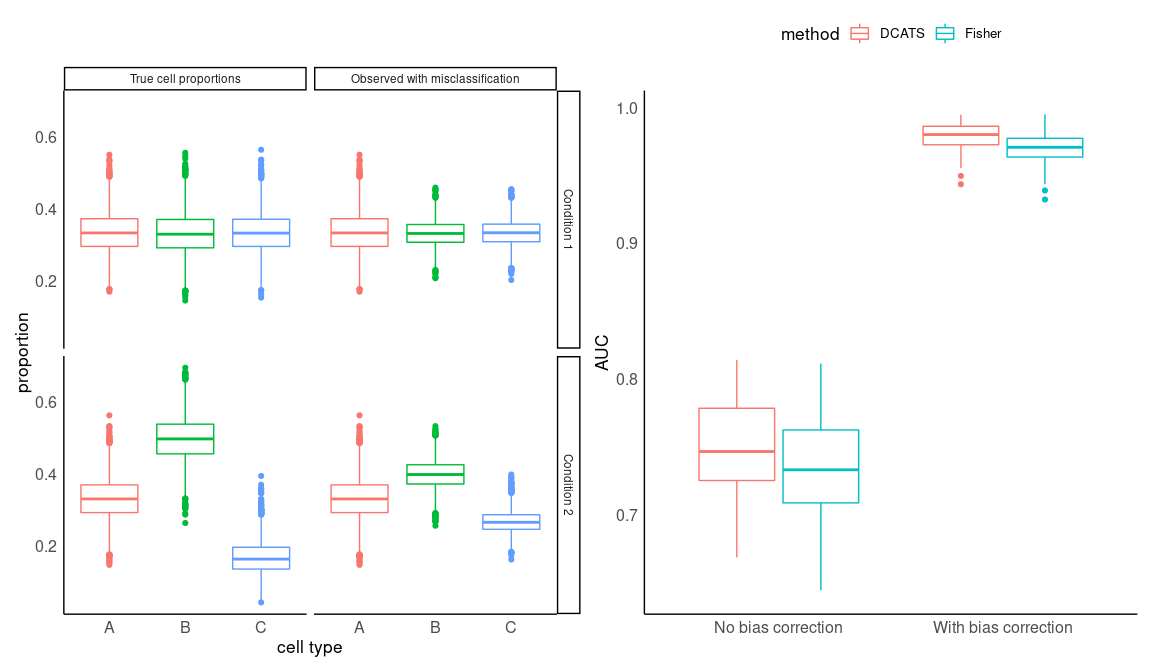 method DCATS Fisher
True cell proportions Observed with misclassification
Condition 1
Condition 2
proportion
0.6
0.4
0.2
0.6
0.4
0.2
A B C A B C
cell type
AUC
1.0
0.9
0.8
0.7
No bias correction With bias correction